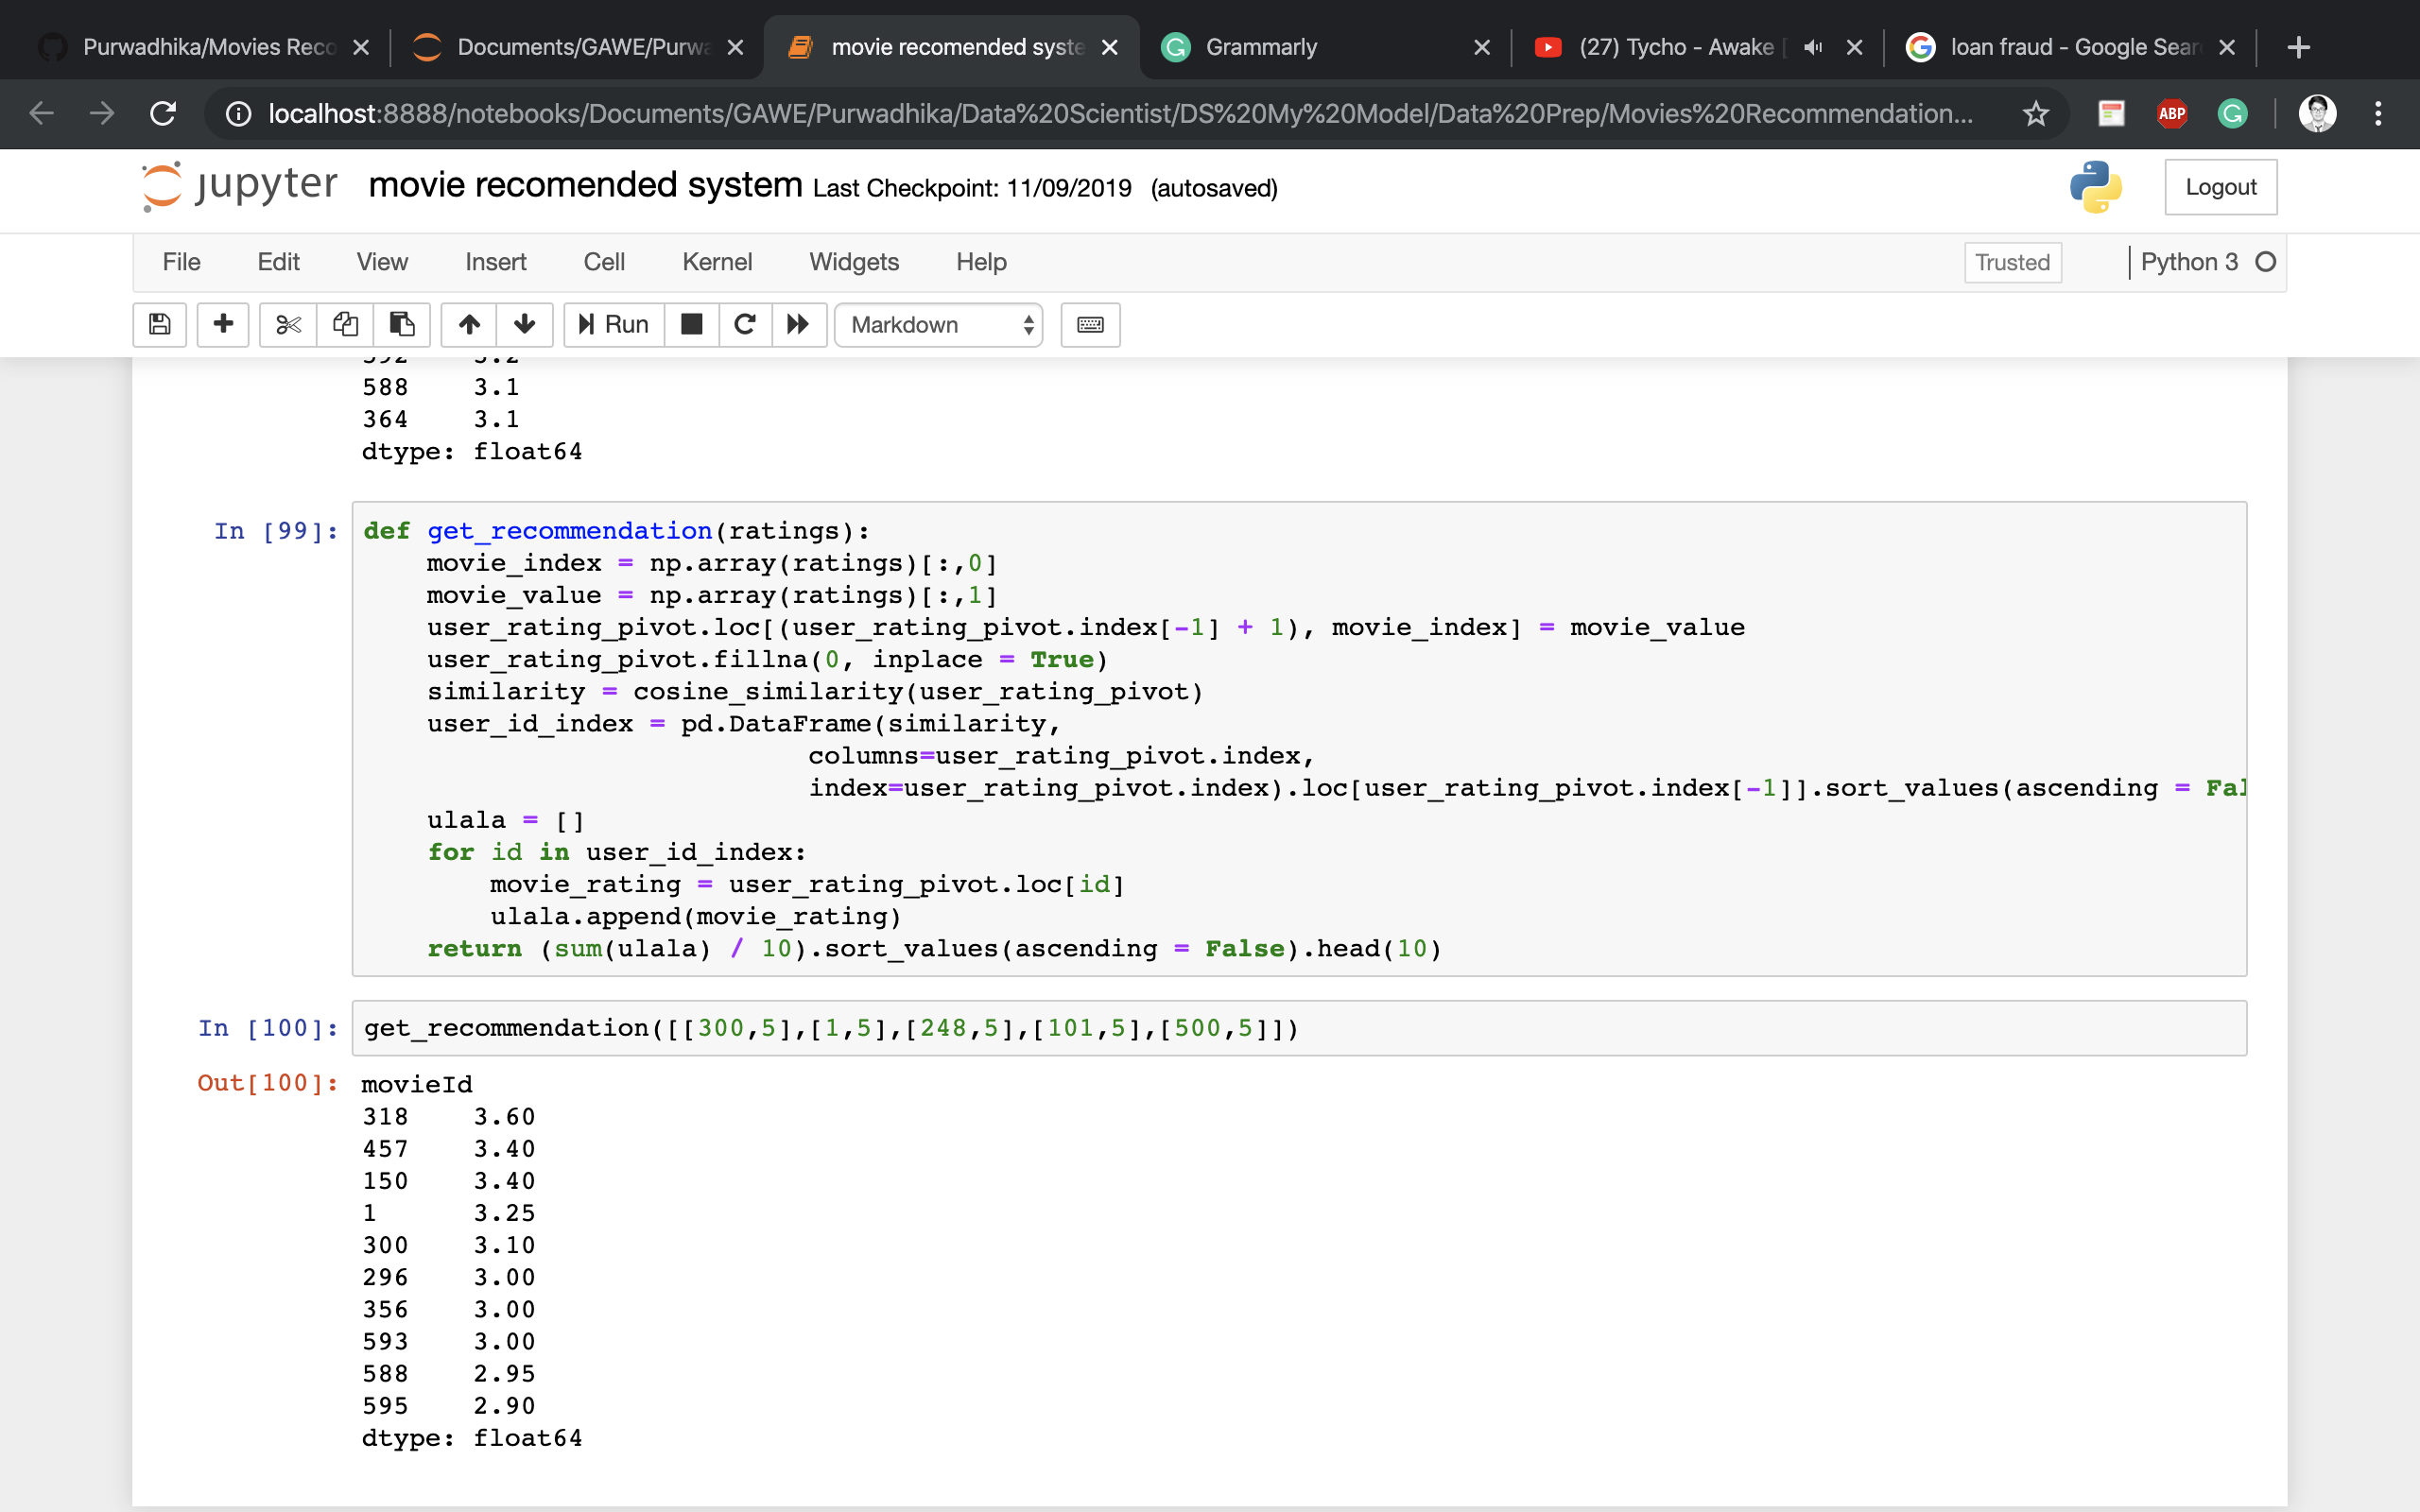 Purwadhika/Movies Reco
Documents/GAWE/Purwa
movie recomended syste
Grammarly
(27) Tycho - Awake [
loan fraud - Google Sear
localhost:8888/notebooks/Documents/GAWE/Purwadhika/Data%20Scientist/DS%20My%20Model/Data%20Prep/Movies%20Recommendation...
ABP
jupyter movie recomended system Last Checkpoint: 11/09/2019 (autosaved)
Logout
File Edit View Insert Cell Kernel Widgets Help
Trusted
Python 3
Run
Markdown
592 3.2
588 3.1
364 3.1
dtype: float64
In [99]:
def get_recommendation(ratings):
    movie_index = np.array(ratings)[:,0]
    movie_value = np.array(ratings)[:,1]
    user_rating_pivot.loc[(user_rating_pivot.index[-1] + 1), movie_index] = movie_value
    user_rating_pivot.fillna(0, inplace = True)
    similarity = cosine_similarity(user_rating_pivot)
    user_id_index = pd.DataFrame(similarity,
                            columns=user_rating_pivot.index,
                            index=user_rating_pivot.index).loc[user_rating_pivot.index[-1]].sort_values(ascending = Fal
    ulala = []
    for id in user_id_index:
        movie_rating = user_rating_pivot.loc[id]
        ulala.append(movie_rating)
    return (sum(ulala) / 10).sort_values(ascending = False).head(10)
In [100]:
get_recommendation([[300,5],[1,5],[248,5],[101,5],[500,5]])
Out[100]:
movieId
318 3.60
457 3.40
150 3.40
1 3.25
300 3.10
296 3.00
356 3.00
593 3.00
588 2.95
595 2.90
dtype: float64